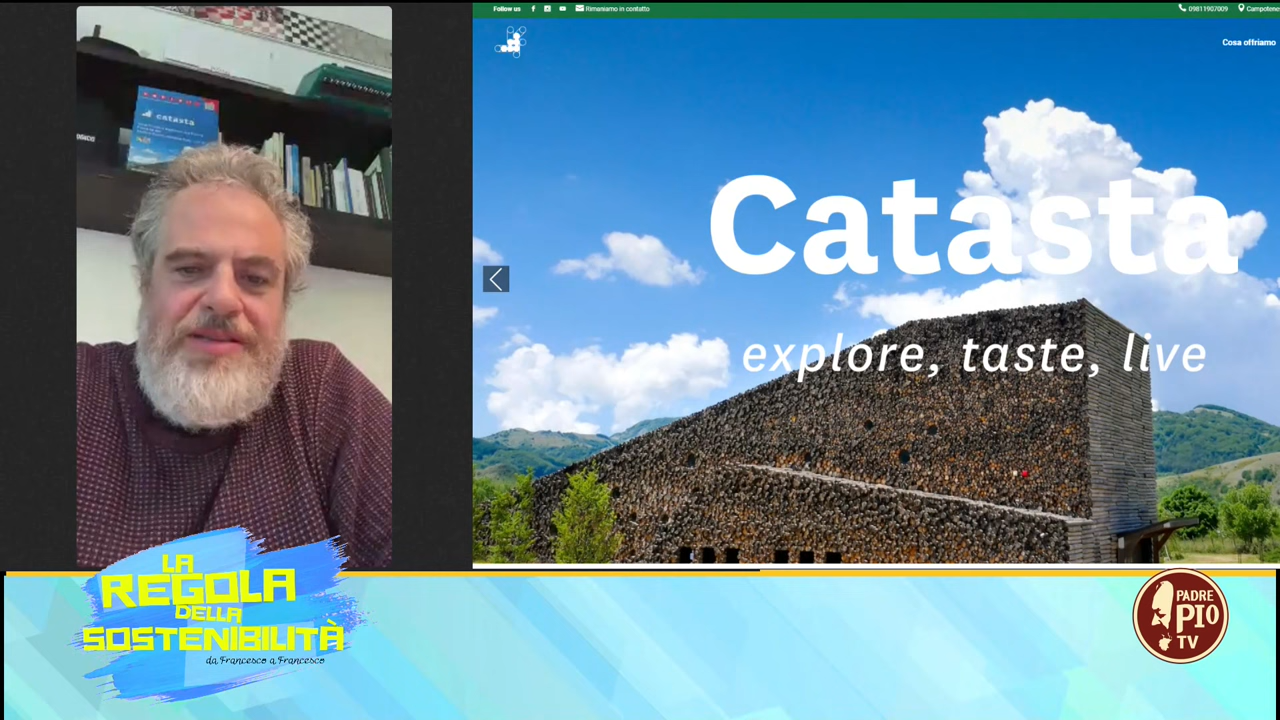 Follow us
Rimaniamo in contatto
09811907009
Campotene
Cosa offriamo
catasta
Catasta
explore, taste, live
LA
REGOLA
DELLA
SOSTENIBILITÀ
da Francesco a Francesco
PADRE
PIO
TV